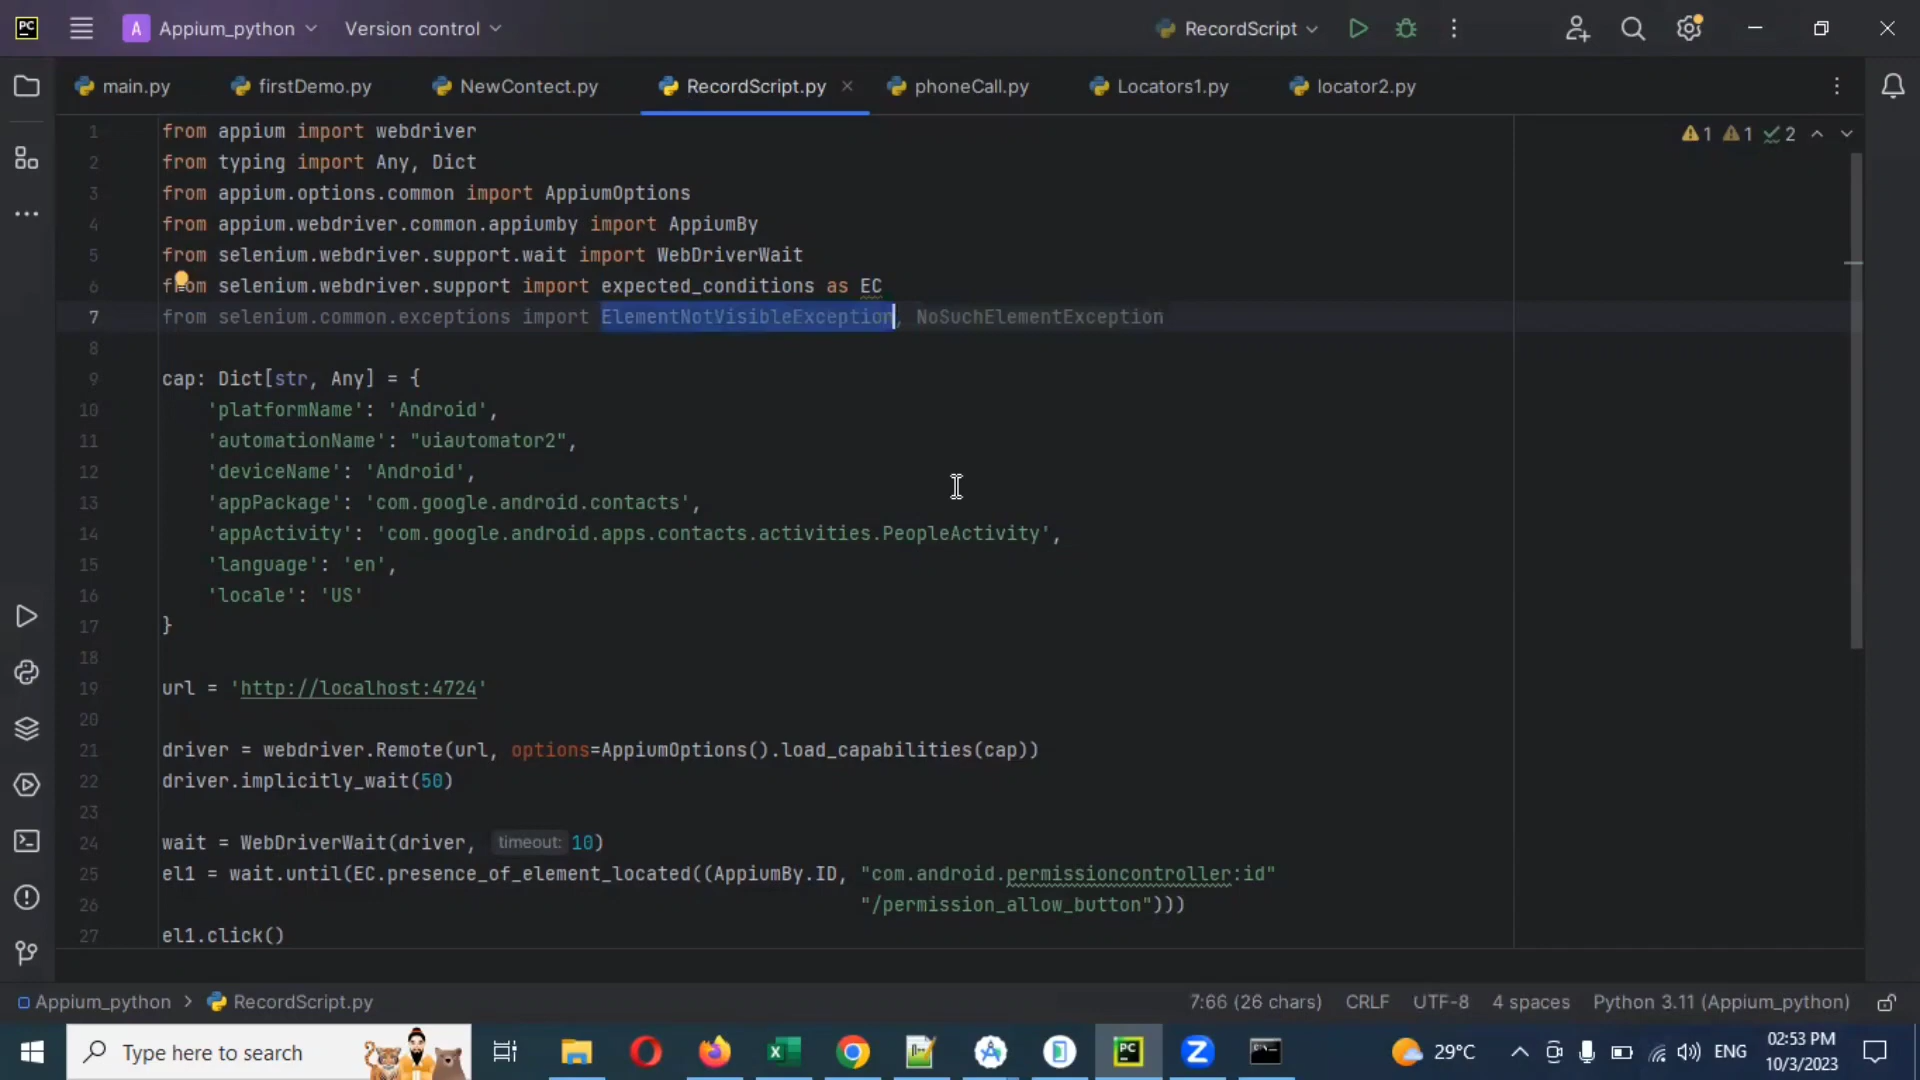 PC A Appium_python Version control RecordScript
main.py firstDemo.py NewContect.py RecordScript.py phoneCall.py Locators1.py locator2.py
1 from appium import webdriver 1 1 2
2 from typing import Any, Dict
3 from appium.options.common import AppiumOptions
4 from appium.webdriver.common.appiumby import AppiumBy
5 from selenium.webdriver.support.wait import WebDriverWait
6 from selenium.webdriver.support import expected_conditions as EC
7 from selenium.common.exceptions import ElementNotVisibleException, NoSuchElementException
8
9 cap: Dict[str, Any] = {
10 'platformName': 'Android',
11 'automationName': "uiautomator2",
12 'deviceName': 'Android',
13 'appPackage': 'com.google.android.contacts',
14 'appActivity': 'com.google.android.apps.contacts.activities.PeopleActivity',
15 'language': 'en',
16 'locale': 'US'
17 }
18
19 url = 'http://localhost:4724'
20
21 driver = webdriver.Remote(url, options=AppiumOptions().load_capabilities(cap))
22 driver.implicitly_wait(50)
23
24 wait = WebDriverWait(driver, timeout: 10)
25 el1 = wait.until(EC.presence_of_element_located((AppiumBy.ID, "com.android.permissioncontroller:id"
26 "/permission_allow_button")))
27 el1.click()
Appium_python > RecordScript.py 7:66 (26 chars) CRLF UTF-8 4 spaces Python 3.11 (Appium_python)
Type here to search 29°C ENG 02:53 PM
10/3/2023